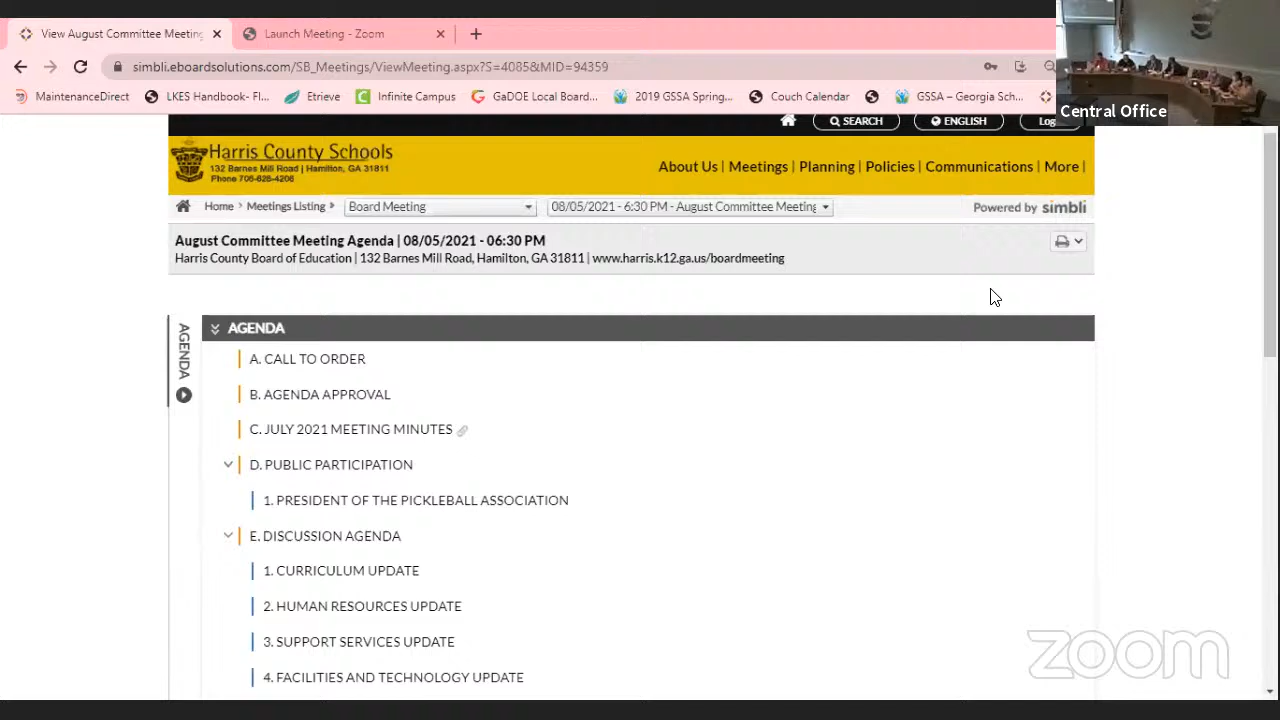 View August Committee Meeting
Launch Meeting - Zoom
simbli.eboardsolutions.com/SB_Meetings/ViewMeeting.aspx?S=4085&MID=94359
MaintenanceDirect
LKES Handbook- Fl...
Etrieve
Infinite Campus
GaDOE Local Board...
2019 GSSA Spring...
Couch Calendar
GSSA – Georgia Sch...
Central Office
SEARCH
ENGLISH
Log
Harris County Schools
132 Barnes Mill Road | Hamilton, GA 31811
Phone 706-628-4206
About Us | Meetings | Planning | Policies | Communications | More |
Home > Meetings Listing >
Board Meeting
08/05/2021 - 6:30 PM - August Committee Meeting
Powered by simbli
August Committee Meeting Agenda | 08/05/2021 - 06:30 PM
Harris County Board of Education | 132 Barnes Mill Road, Hamilton, GA 31811 | www.harris.k12.ga.us/boardmeeting
AGENDA
AGENDA
A. CALL TO ORDER
B. AGENDA APPROVAL
C. JULY 2021 MEETING MINUTES
D. PUBLIC PARTICIPATION
1. PRESIDENT OF THE PICKLEBALL ASSOCIATION
E. DISCUSSION AGENDA
1. CURRICULUM UPDATE
2. HUMAN RESOURCES UPDATE
3. SUPPORT SERVICES UPDATE
4. FACILITIES AND TECHNOLOGY UPDATE
zoom